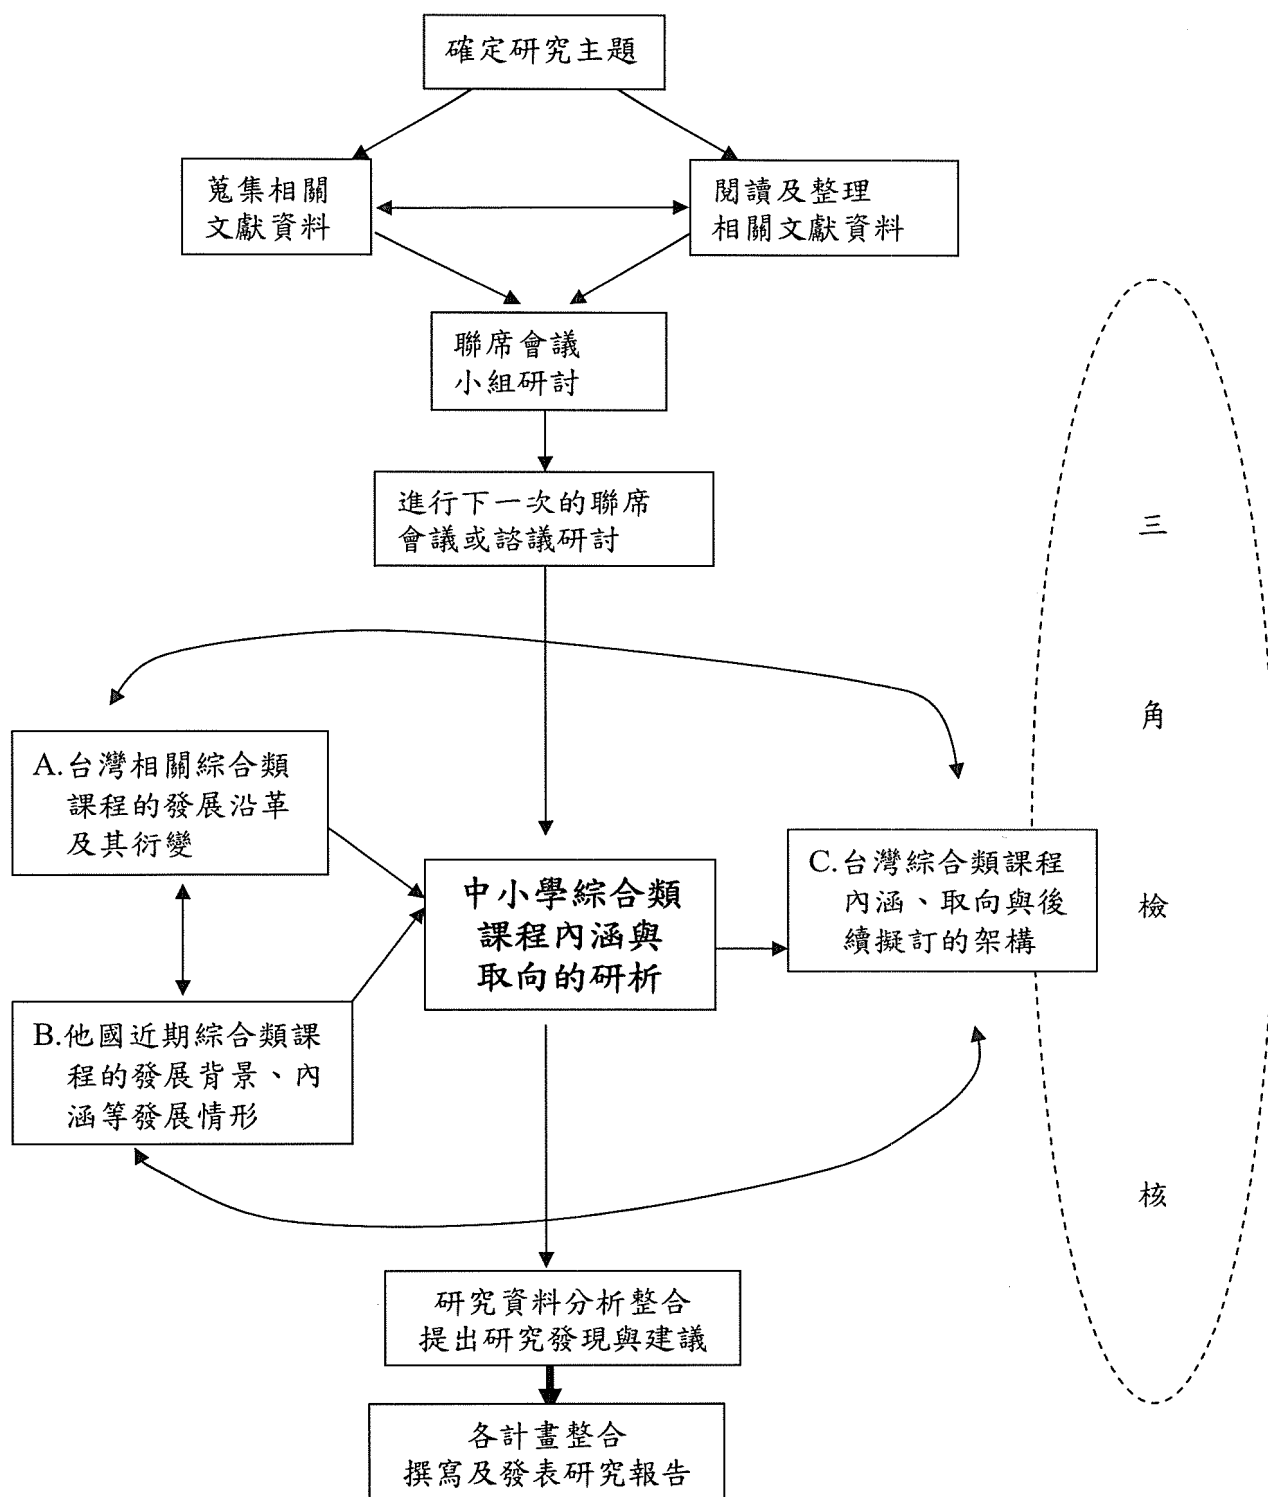 確定研究主題
蒐集相關
文獻資料
閱讀及整理
相關文獻資料
聯席會議
小組研討
進行下一次的聯席
會議或諮議研討
A.台灣相關綜合類
課程的發展沿革
及其衍變
B.他國近期綜合類課
程的發展背景、內
涵等發展情形
中小學綜合類
課程內涵與
取向的研析
C.台灣綜合類課程
內涵、取向與後
續擬訂的架構
三
角
檢
核
研究資料分析整合
提出研究發現與建議
各計畫整合
撰寫及發表研究報告